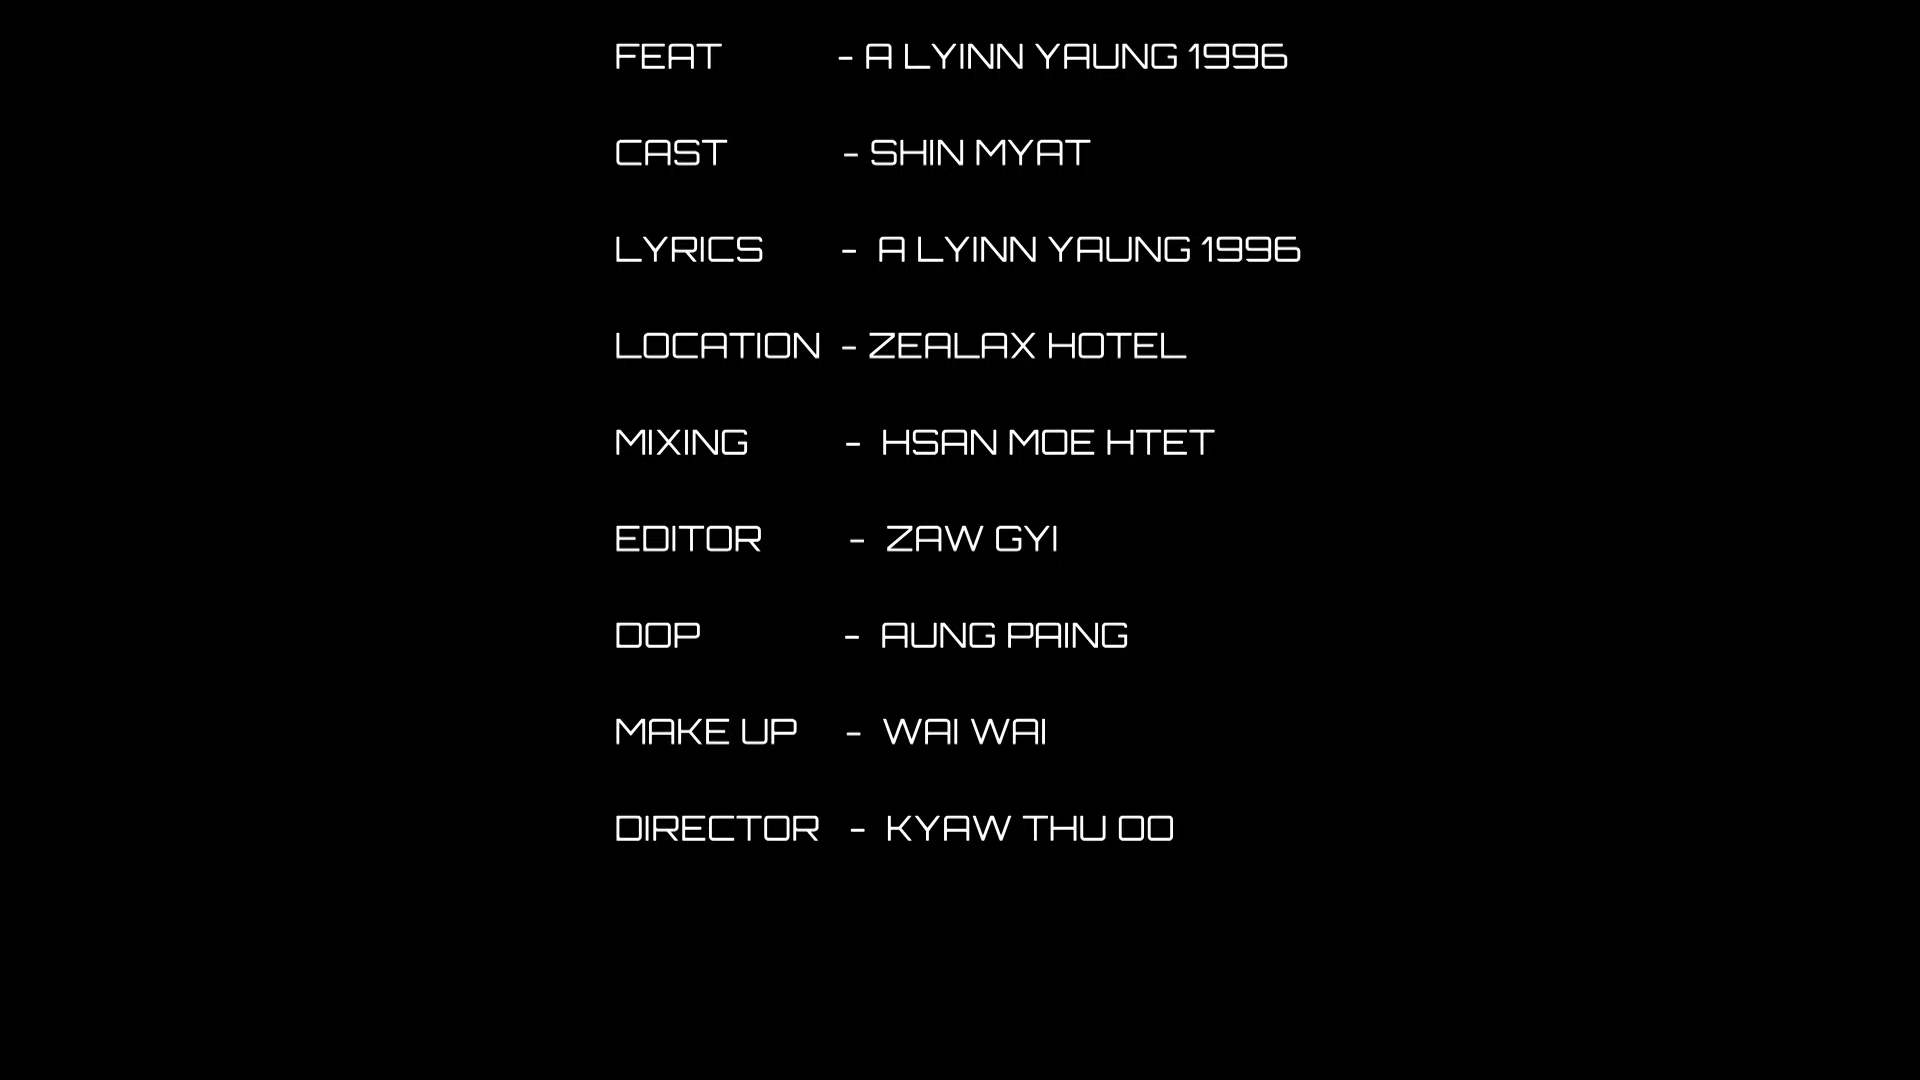 FEAT - A LYINN YAUNG 1996
CAST - SHIN MYAT
LYRICS - A LYINN YAUNG 1996
LOCATION - ZEALAX HOTEL
MIXING - HSAN MOE HTET
EDITOR - ZAW GYI
DOP - AUNG PAING
MAKE UP - WAI WAI
DIRECTOR - KYAW THU OO